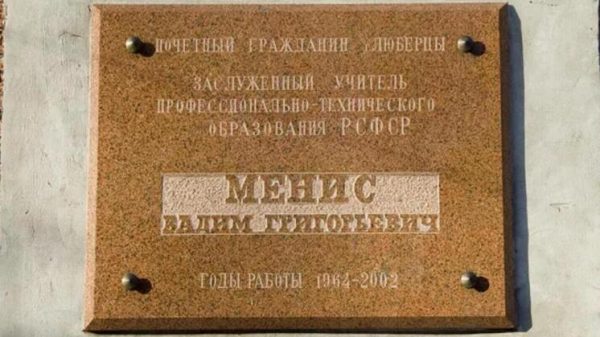 ПОЧЕТНЫЙ ГРАЖДАНИН Г.ЛЮБЕРЦЫ
ЗАСЛУЖЕННЫЙ УЧИТЕЛЬ
ПРОФЕССИОНАЛЬНО-ТЕХНИЧЕСКОГО
ОБРАЗОВАНИЯ РСФСР
МЕНИС
ВАДИМ ГРИГОРЬЕВИЧ
ГОДЫ РАБОТЫ 1964-2002